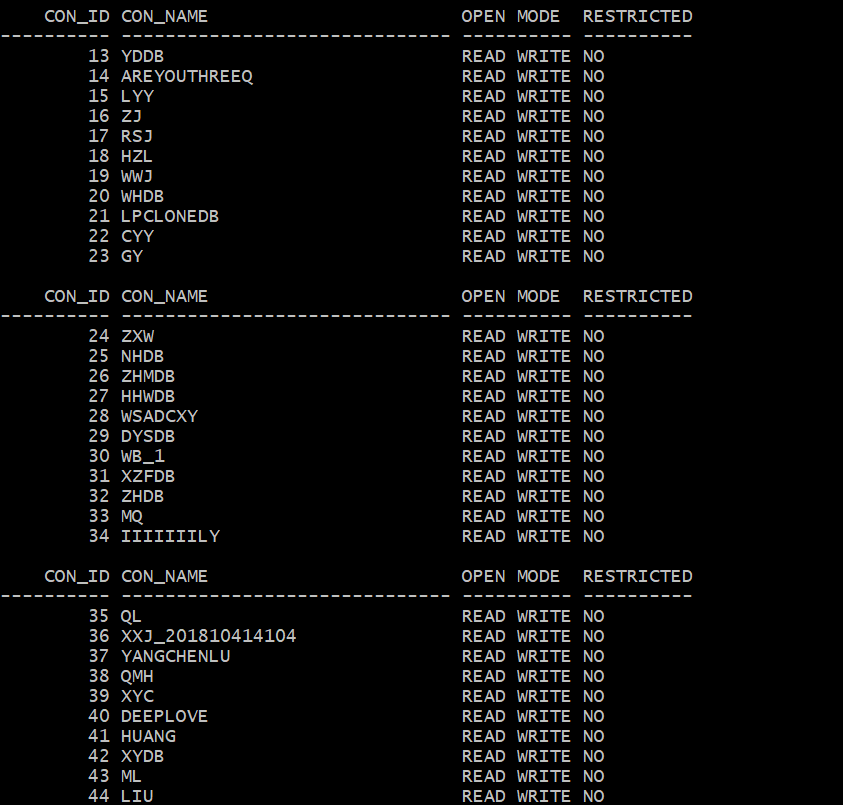 CON_ID CON_NAME OPEN MODE RESTRICTED
---------- ------------------------------ ---------- ----------
13 YDDB READ WRITE NO
14 AREYOUTHREEQ READ WRITE NO
15 LYY READ WRITE NO
16 ZJ READ WRITE NO
17 RSJ READ WRITE NO
18 HZL READ WRITE NO
19 WWJ READ WRITE NO
20 WHDB READ WRITE NO
21 LPCLONEDB READ WRITE NO
22 CYY READ WRITE NO
23 GY READ WRITE NO
CON_ID CON_NAME OPEN MODE RESTRICTED
---------- ------------------------------ ---------- ----------
24 ZXW READ WRITE NO
25 NHDB READ WRITE NO
26 ZHMDB READ WRITE NO
27 HHWDB READ WRITE NO
28 WSADCXY READ WRITE NO
29 DYSDB READ WRITE NO
30 WB_1 READ WRITE NO
31 XZFDB READ WRITE NO
32 ZHDB READ WRITE NO
33 MQ READ WRITE NO
34 IIIIIIILY READ WRITE NO
CON_ID CON_NAME OPEN MODE RESTRICTED
---------- ------------------------------ ---------- ----------
35 QL READ WRITE NO
36 XXJ_201810414104 READ WRITE NO
37 YANGCHENLU READ WRITE NO
38 QMH READ WRITE NO
39 XYC READ WRITE NO
40 DEEPLOVE READ WRITE NO
41 HUANG READ WRITE NO
42 XYDB READ WRITE NO
43 ML READ WRITE NO
44 LIU READ WRITE NO